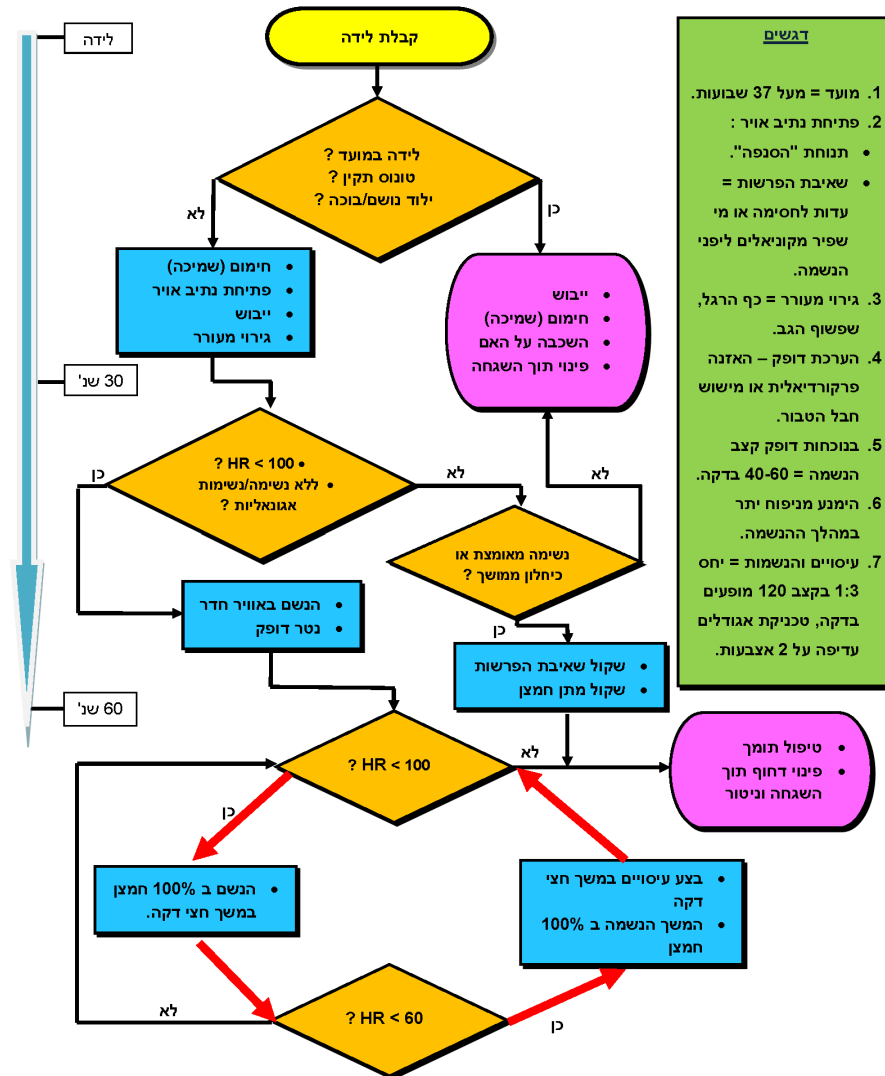 קבלת לידה
לידה
לידה במועד ?
טונוס תקין ?
ילוד נושם/בוכה ?
לא
כן
• חימום (שמיכה)
• פתיחת נתיב אויר
• ייבוש
• גירוי מעורר
• ייבוש
• חימום (שמיכה)
• השכבה על האם
• פינוי תוך השגחה
30 שנ'
• HR < 100 ?
• ללא נשימה/נשימות
אגונאליות ?
כן
לא
לא
נשימה מאומצת או
כיחלון ממושך ?
כן
• הנשם באוויר חדר
• נטר דופק
• שקול שאיבת הפרשות
• שקול מתן חמצן
60 שנ'
HR < 100 ?
לא
כן
• טיפול תומך
• פינוי דחוף תוך
השגחה וניטור
• הנשם ב 100% חמצן
במשך חצי דקה.
• בצע עיסויים במשך חצי
דקה
• המשך הנשמה ב 100%
חמצן
HR < 60 ?
לא
כן
דגשים
1. מועד = מעל 37 שבועות.
2. פתיחת נתיב אויר :
• תנוחת "הסנפה".
• שאיבת הפרשות =
עדות לחסימה או מי
שפיר מקוניאלים ליפני
הנשמה.
3. גירוי מעורר = כף הרגל,
שפשוף הגב.
4. הערכת דופק – האזנה
פרקורדיאלית או מישוש
חבל הטבור.
5. בנוכחות דופק קצב
הנשמה = 40-60 בדקה.
6. הימנע מניפוח יתר
במהלך ההנשמה.
7. עיסויים והנשמות = יחס
1:3 בקצב 120 מופעים
בדקה, טכניקת אגודלים
עדיפה על 2 אצבעות.